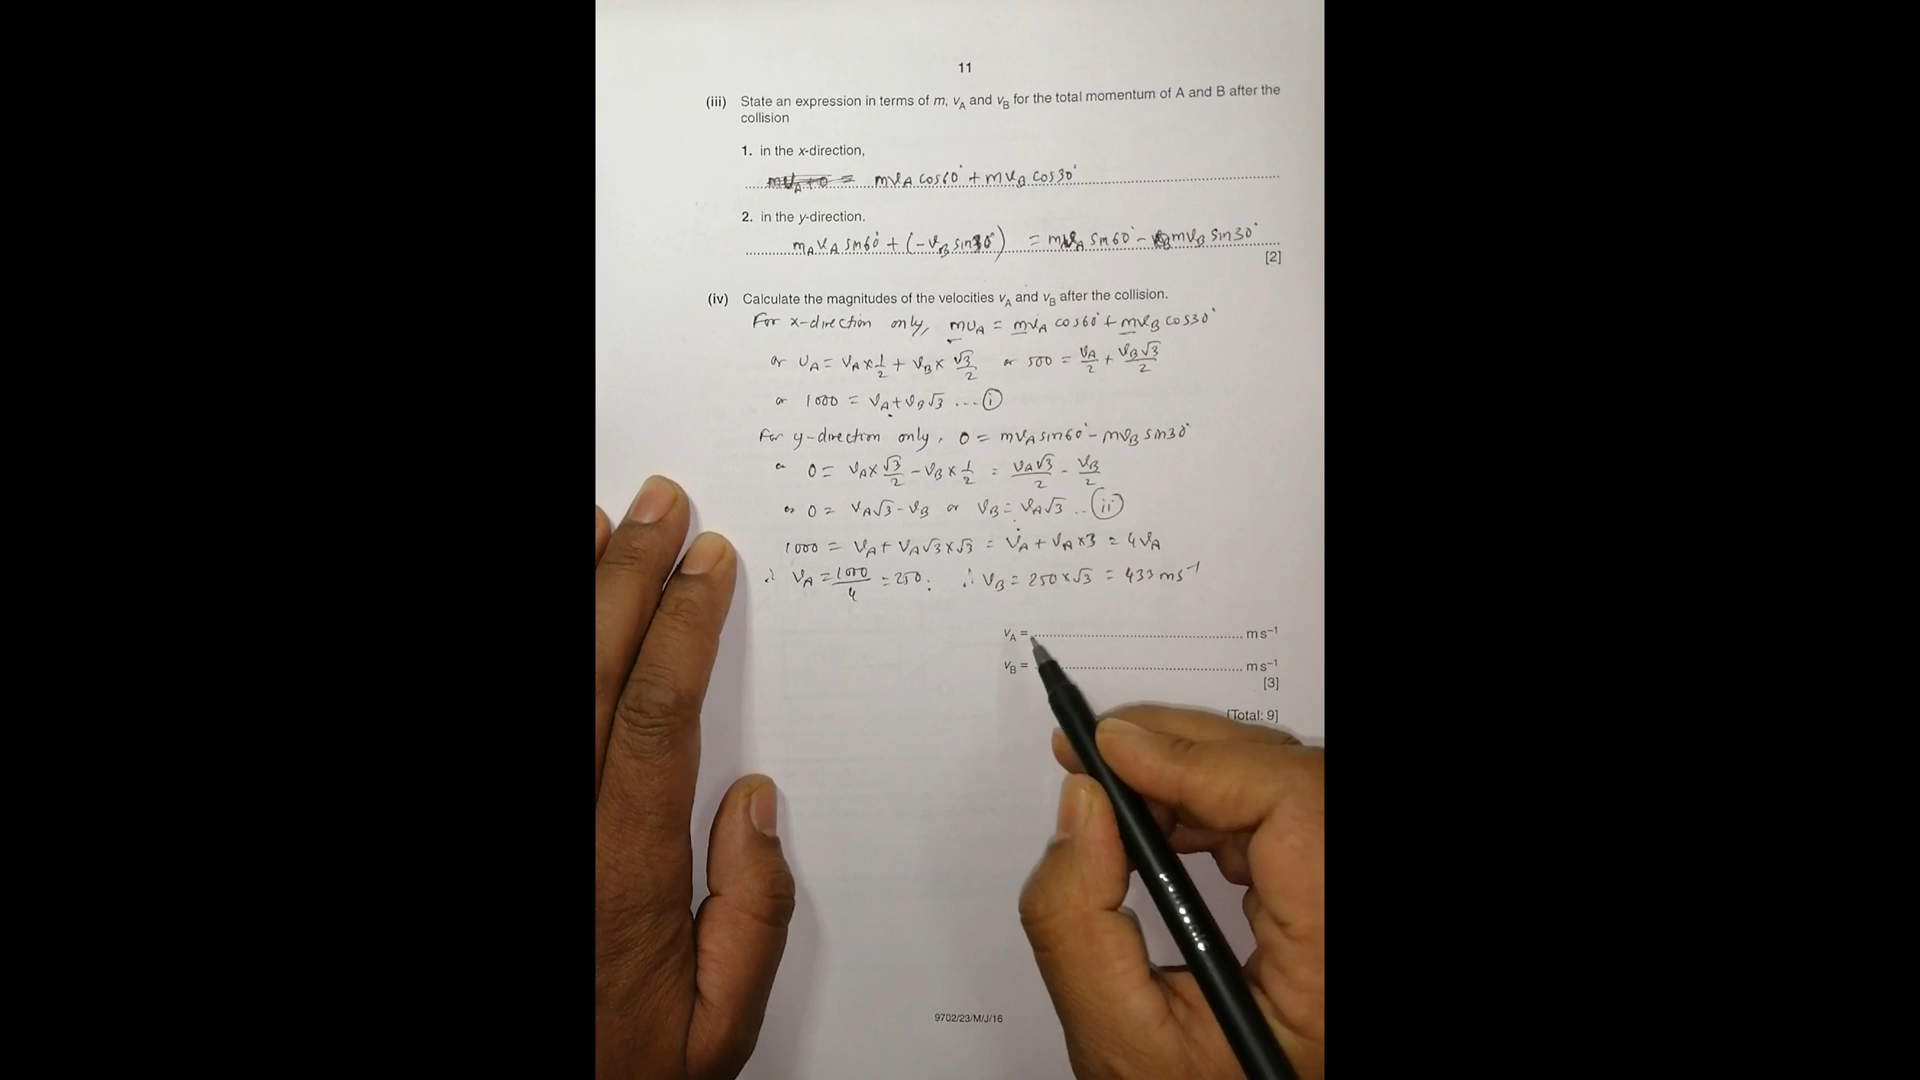 11
(iii) State an expression in terms of m, vA and vB for the total momentum of A and B after the
collision
1. in the x-direction,
= mvA cos60° + mvB cos30°
2. in the y-direction.
mA vA sin60° + (-vB sin30°) = mvA sin60° - mvB sin30°
[2]
(iv) Calculate the magnitudes of the velocities vA and vB after the collision.
For x-direction only, muA = mvA cos60° + mvB cos30°
or uA = vA × 1/2 + vB × √3/2 or 500 = vA/2 + vB√3/2
or 1000 = vA + vB√3 ... (i)
For y-direction only, 0 = mvA sin60° - mvB sin30°
or 0 = vA × √3/2 - vB × 1/2 = vA√3/2 - vB/2
or 0 = vA√3 - vB or vB = vA√3 .. (ii)
1000 = vA + vA√3×√3 = vA + vA×3 = 4vA
∴ vA = 1000/4 = 250. ∴ vB = 250×√3 = 433 ms⁻¹
vA = ........ ms⁻¹
vB = ........ ms⁻¹
[3]
[Total: 9]
9702/23/M/J/16